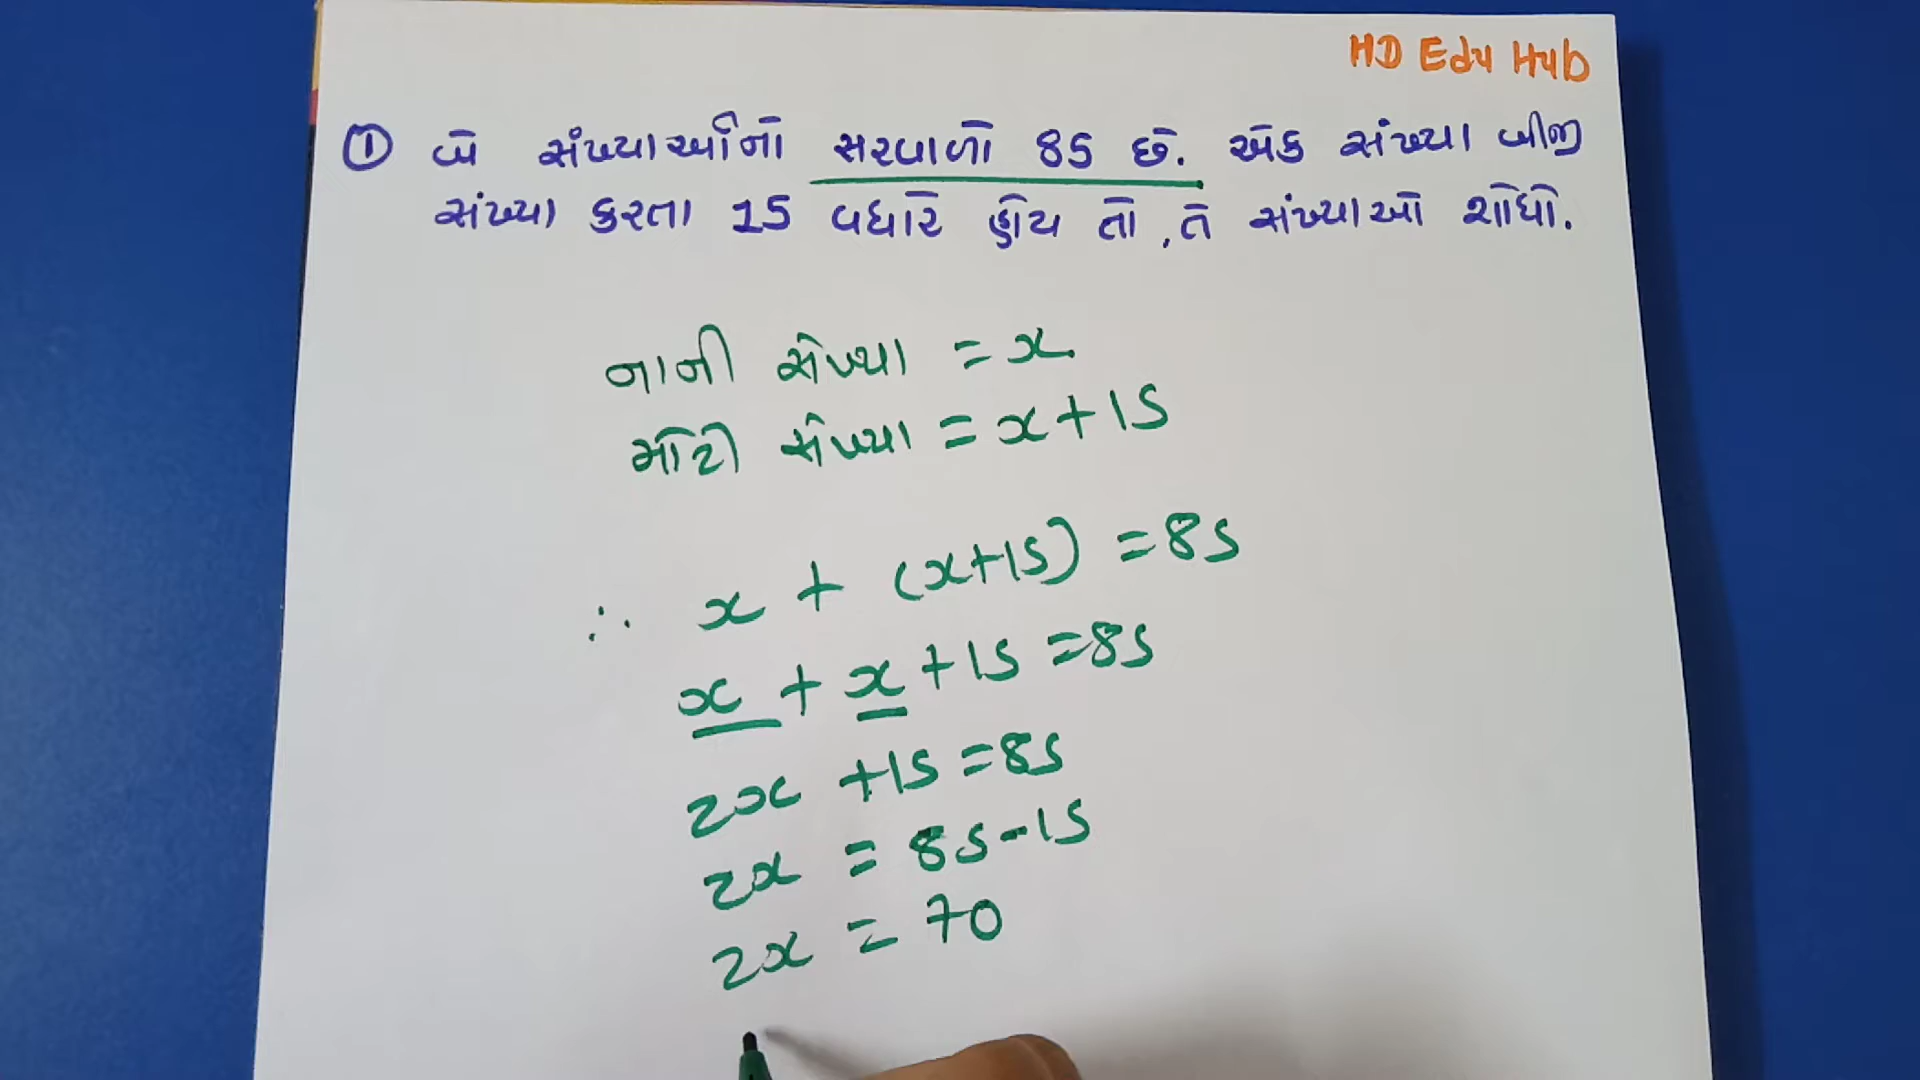 HD Edu Hub
① બે સંખ્યાઓનો સરવાળો 85 છે. એક સંખ્યા બીજી
સંખ્યા કરતા 15 વધારે હોય તો, તે સંખ્યાઓ શોધો.
નાની સંખ્યા = x
મોટી સંખ્યા = x+15
∴ x + (x+15) = 85
x + x + 15 = 85
2x + 15 = 85
2x = 85 - 15
2x = 70